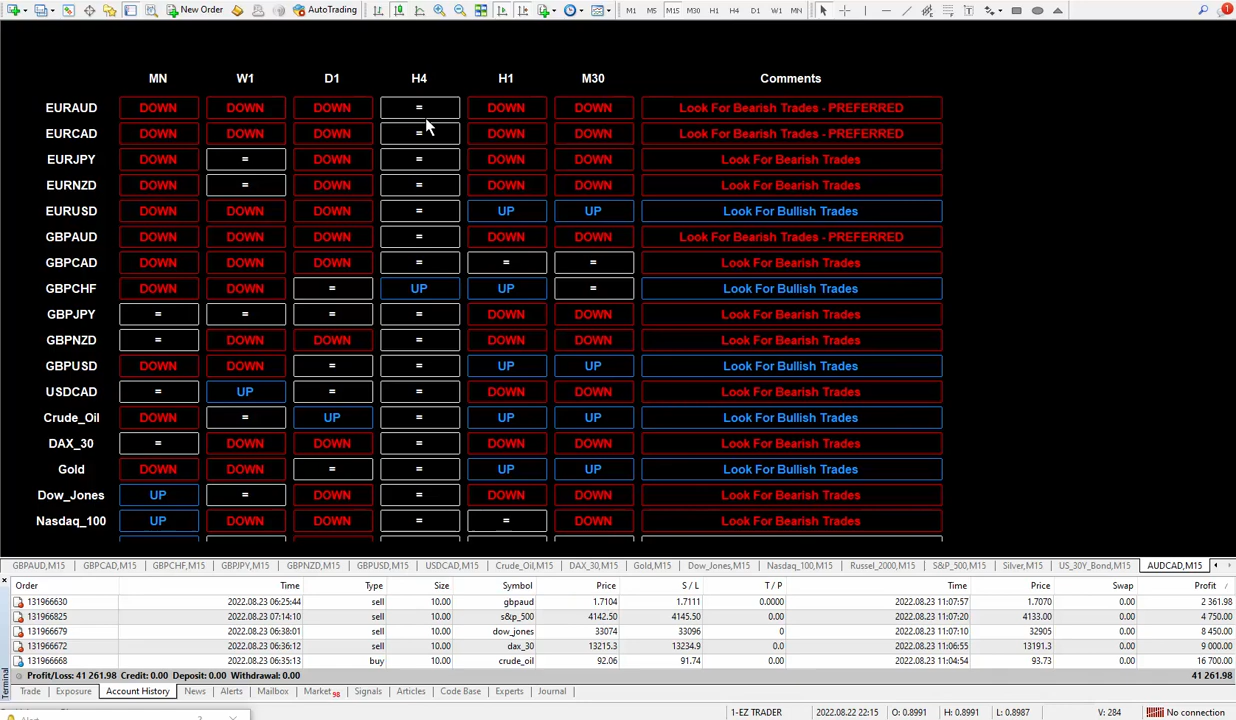 New Order AutoTrading M1 M5 M15 M30 H1 H4 D1 W1 MN 1
MN W1 D1 H4 H1 M30 Comments
EURAUD DOWN DOWN DOWN = DOWN DOWN Look For Bearish Trades - PREFERRED
EURCAD DOWN DOWN DOWN = DOWN DOWN Look For Bearish Trades - PREFERRED
EURJPY DOWN = DOWN = DOWN DOWN Look For Bearish Trades
EURNZD DOWN = DOWN = DOWN DOWN Look For Bearish Trades
EURUSD DOWN DOWN DOWN = UP UP Look For Bullish Trades
GBPAUD DOWN DOWN DOWN = DOWN DOWN Look For Bearish Trades - PREFERRED
GBPCAD DOWN DOWN DOWN = = = Look For Bearish Trades
GBPCHF DOWN DOWN = UP UP = Look For Bullish Trades
GBPJPY = = = = DOWN DOWN Look For Bearish Trades
GBPNZD = DOWN DOWN = DOWN DOWN Look For Bearish Trades
GBPUSD DOWN DOWN = = UP UP Look For Bullish Trades
USDCAD = UP = = DOWN DOWN Look For Bearish Trades
Crude_Oil DOWN = UP = UP UP Look For Bullish Trades
DAX_30 = DOWN DOWN = DOWN DOWN Look For Bearish Trades
Gold DOWN DOWN = = UP UP Look For Bullish Trades
Dow_Jones UP = DOWN = DOWN DOWN Look For Bearish Trades
Nasdaq_100 UP DOWN DOWN = = DOWN Look For Bearish Trades
GBPAUD,M15 GBPCAD,M15 GBPCHF,M15 GBPJPY,M15 GBPNZD,M15 GBPUSD,M15 USDCAD,M15 Crude_Oil,M15 DAX_30,M15 Gold,M15 Dow_Jones,M15 Nasdaq_100,M15 Russel_2000,M15 S&P_500,M15 Silver,M15 US_30Y_Bond,M15 AUDCAD,M15
Order Time Type Size Symbol Price S / L T / P Time Price Swap Profit /
131966630 2022.08.23 06:25:44 sell 10.00 gbpaud 1.7104 1.7111 0.0000 2022.08.23 11:07:57 1.7070 0.00 2 361.98
131966825 2022.08.23 07:14:10 sell 10.00 s&p_500 4142.50 4145.50 0.00 2022.08.23 11:07:20 4133.00 0.00 4 750.00
131966679 2022.08.23 06:38:01 sell 10.00 dow_jones 33074 33096 0 2022.08.23 11:07:10 32905 0.00 8 450.00
131966672 2022.08.23 06:36:12 sell 10.00 dax_30 13215.3 13234.9 0.0 2022.08.23 11:06:55 13191.3 0.00 9 000.00
131966668 2022.08.23 06:35:13 buy 10.00 crude_oil 92.06 91.74 0.00 2022.08.23 11:04:54 93.73 0.00 16 700.00
Profit/Loss: 41 261.98 Credit: 0.00 Deposit: 0.00 Withdrawal: 0.00 41 261.98
Terminal
Trade Exposure Account History News Alerts Mailbox Market 98 Signals Articles Code Base Experts Journal
Alert ? 1-EZ TRADER 2022.08.22 22:15 O: 0.8991 H: 0.8991 L: 0.8987 V: 284 No connection